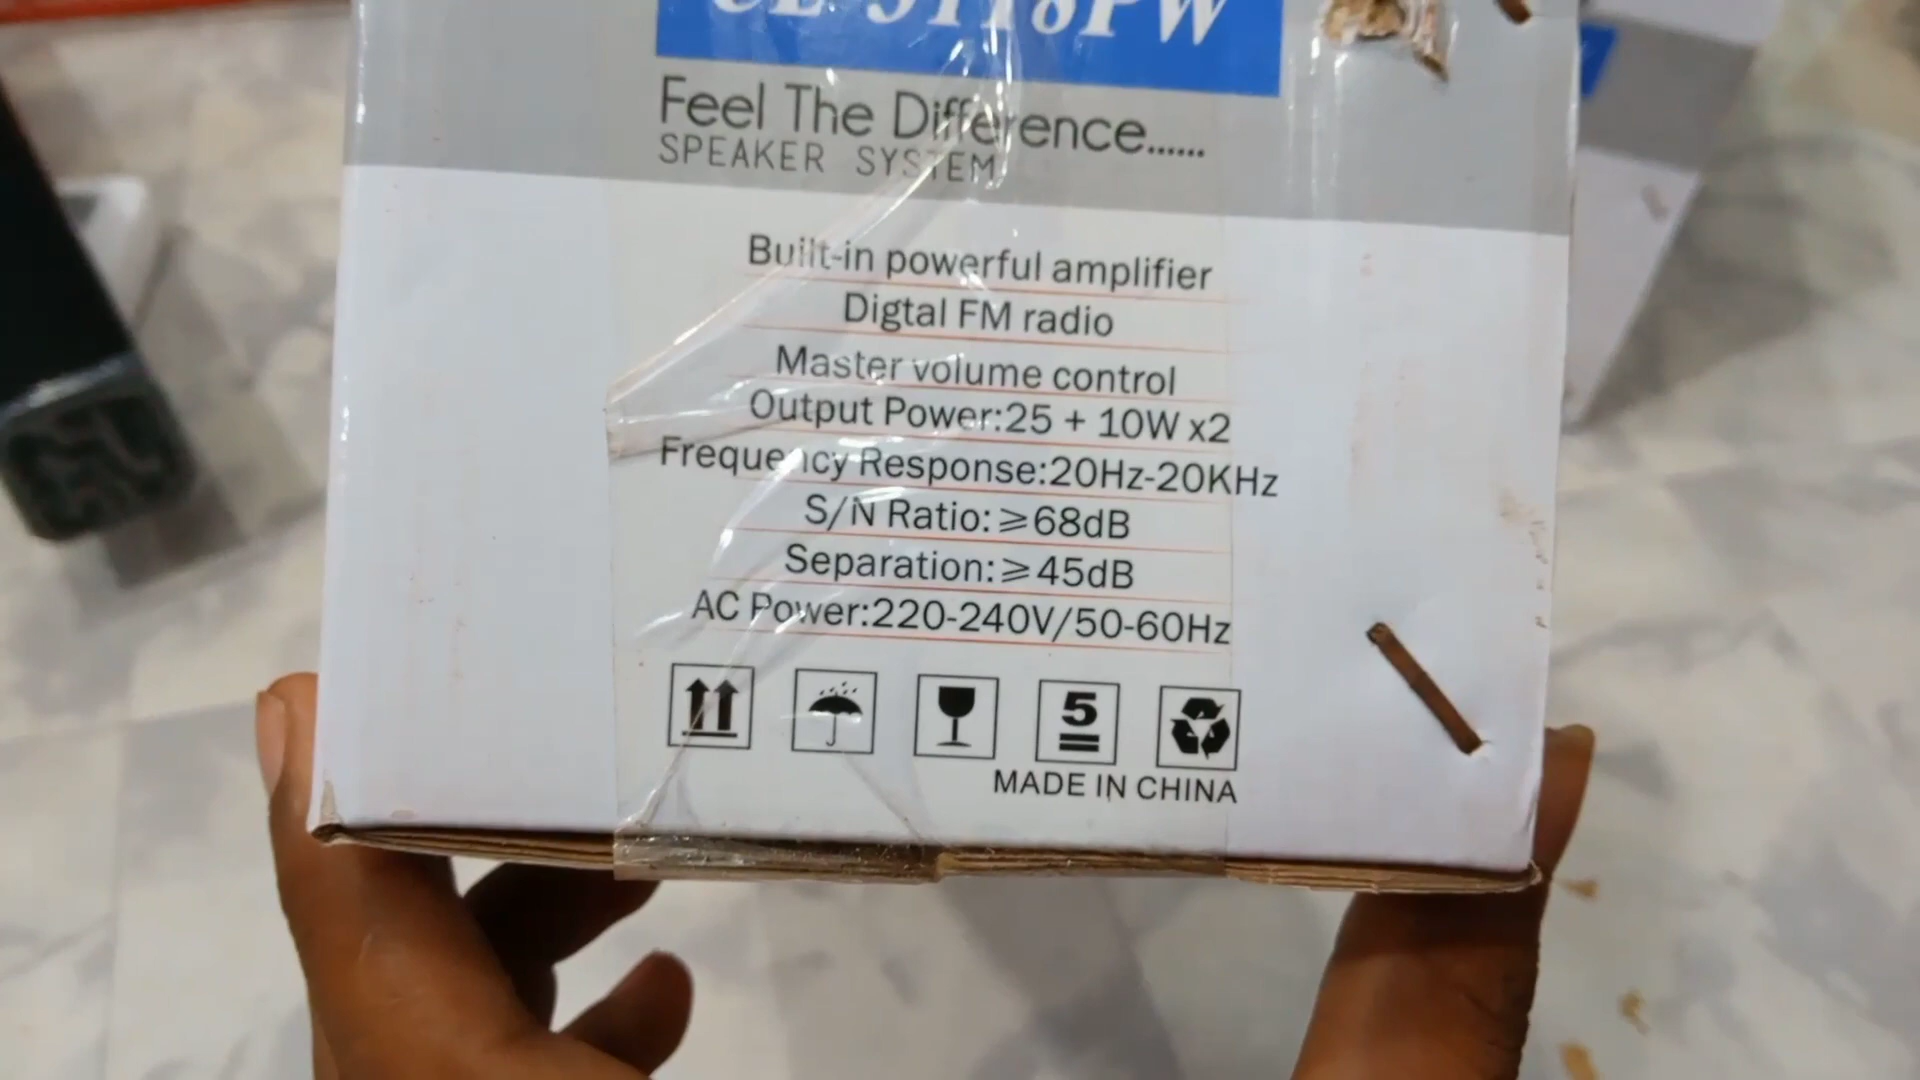 Feel The Difference......
SPEAKER SYSTEM
Built-in powerful amplifier
Digtal FM radio
Master volume control
Output Power:25 + 10W x2
Frequency Response:20Hz-20KHz
S/N Ratio:≥68dB
Separation:≥45dB
AC Power:220-240V/50-60Hz
5
MADE IN CHINA